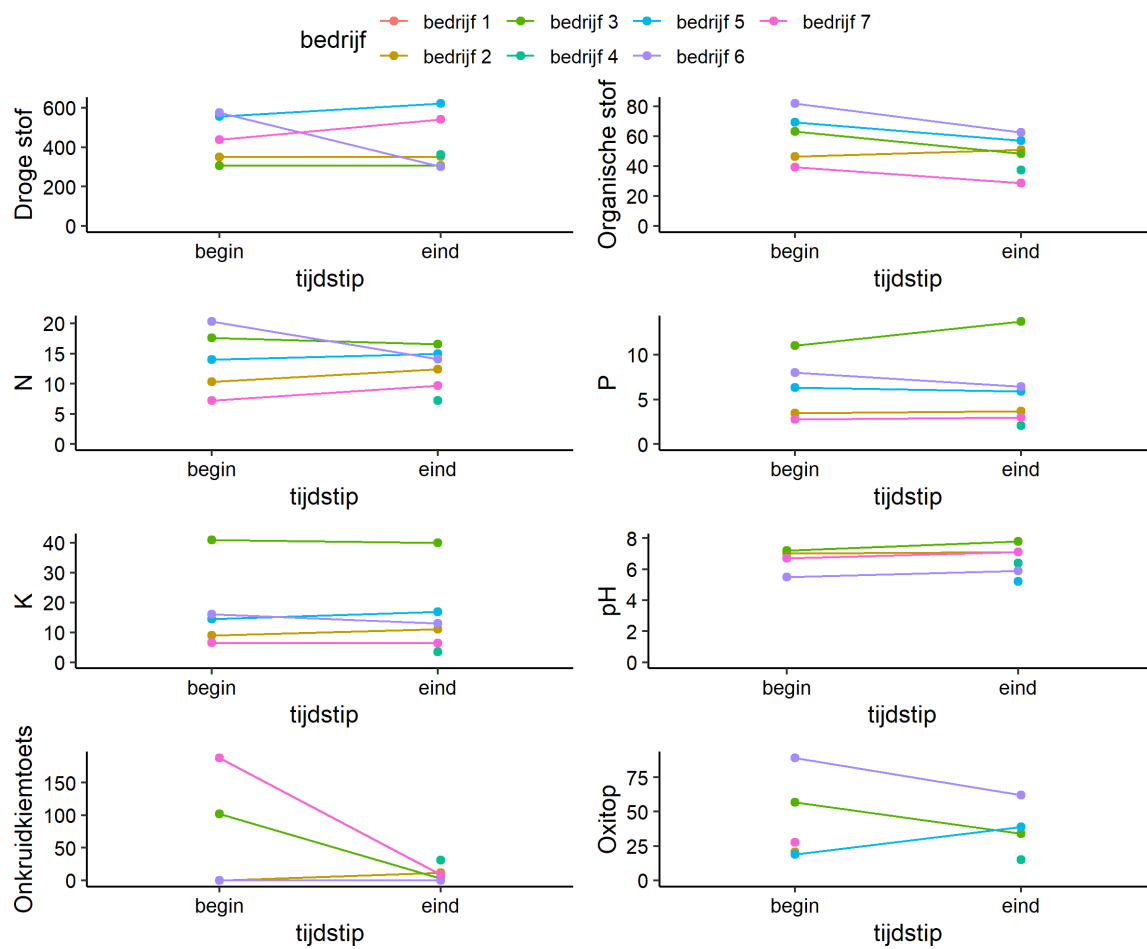 bedrijf
bedrijf 1
bedrijf 3
bedrijf 5
bedrijf 7
bedrijf 2
bedrijf 4
bedrijf 6
Droge stof
600
400
200
0
begin
eind
tijdstip
Organische stof
80
60
40
20
0
begin
eind
tijdstip
N
20
15
10
5
0
begin
eind
tijdstip
P
10
5
0
begin
eind
tijdstip
K
40
30
20
10
0
begin
eind
tijdstip
pH
8
6
4
2
0
begin
eind
tijdstip
Onkruidkiemtoets
150
100
50
0
begin
eind
tijdstip
Oxitop
75
50
25
0
begin
eind
tijdstip